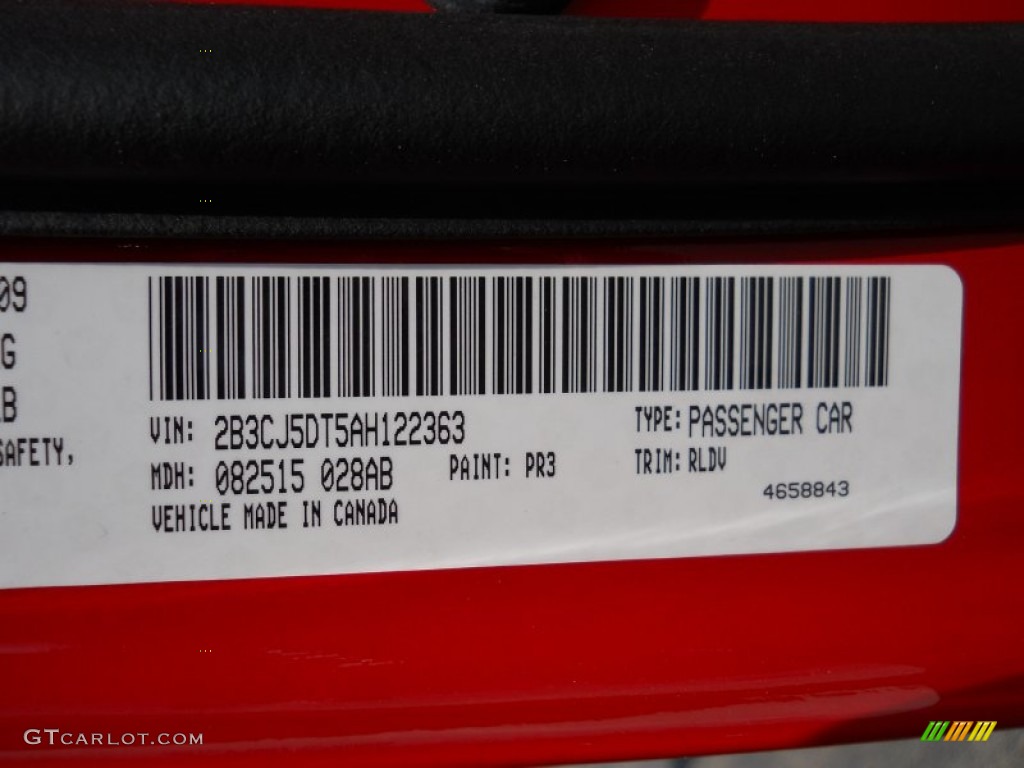 09
G
LB
SAFETY,
VIN: 2B3CJ5DT5AH122363
TYPE: PASSENGER CAR
MDH: 082515 028AB
PAINT: PR3
TRIM: RLDV
4658843
VEHICLE MADE IN CANADA
GTCARLOT.COM